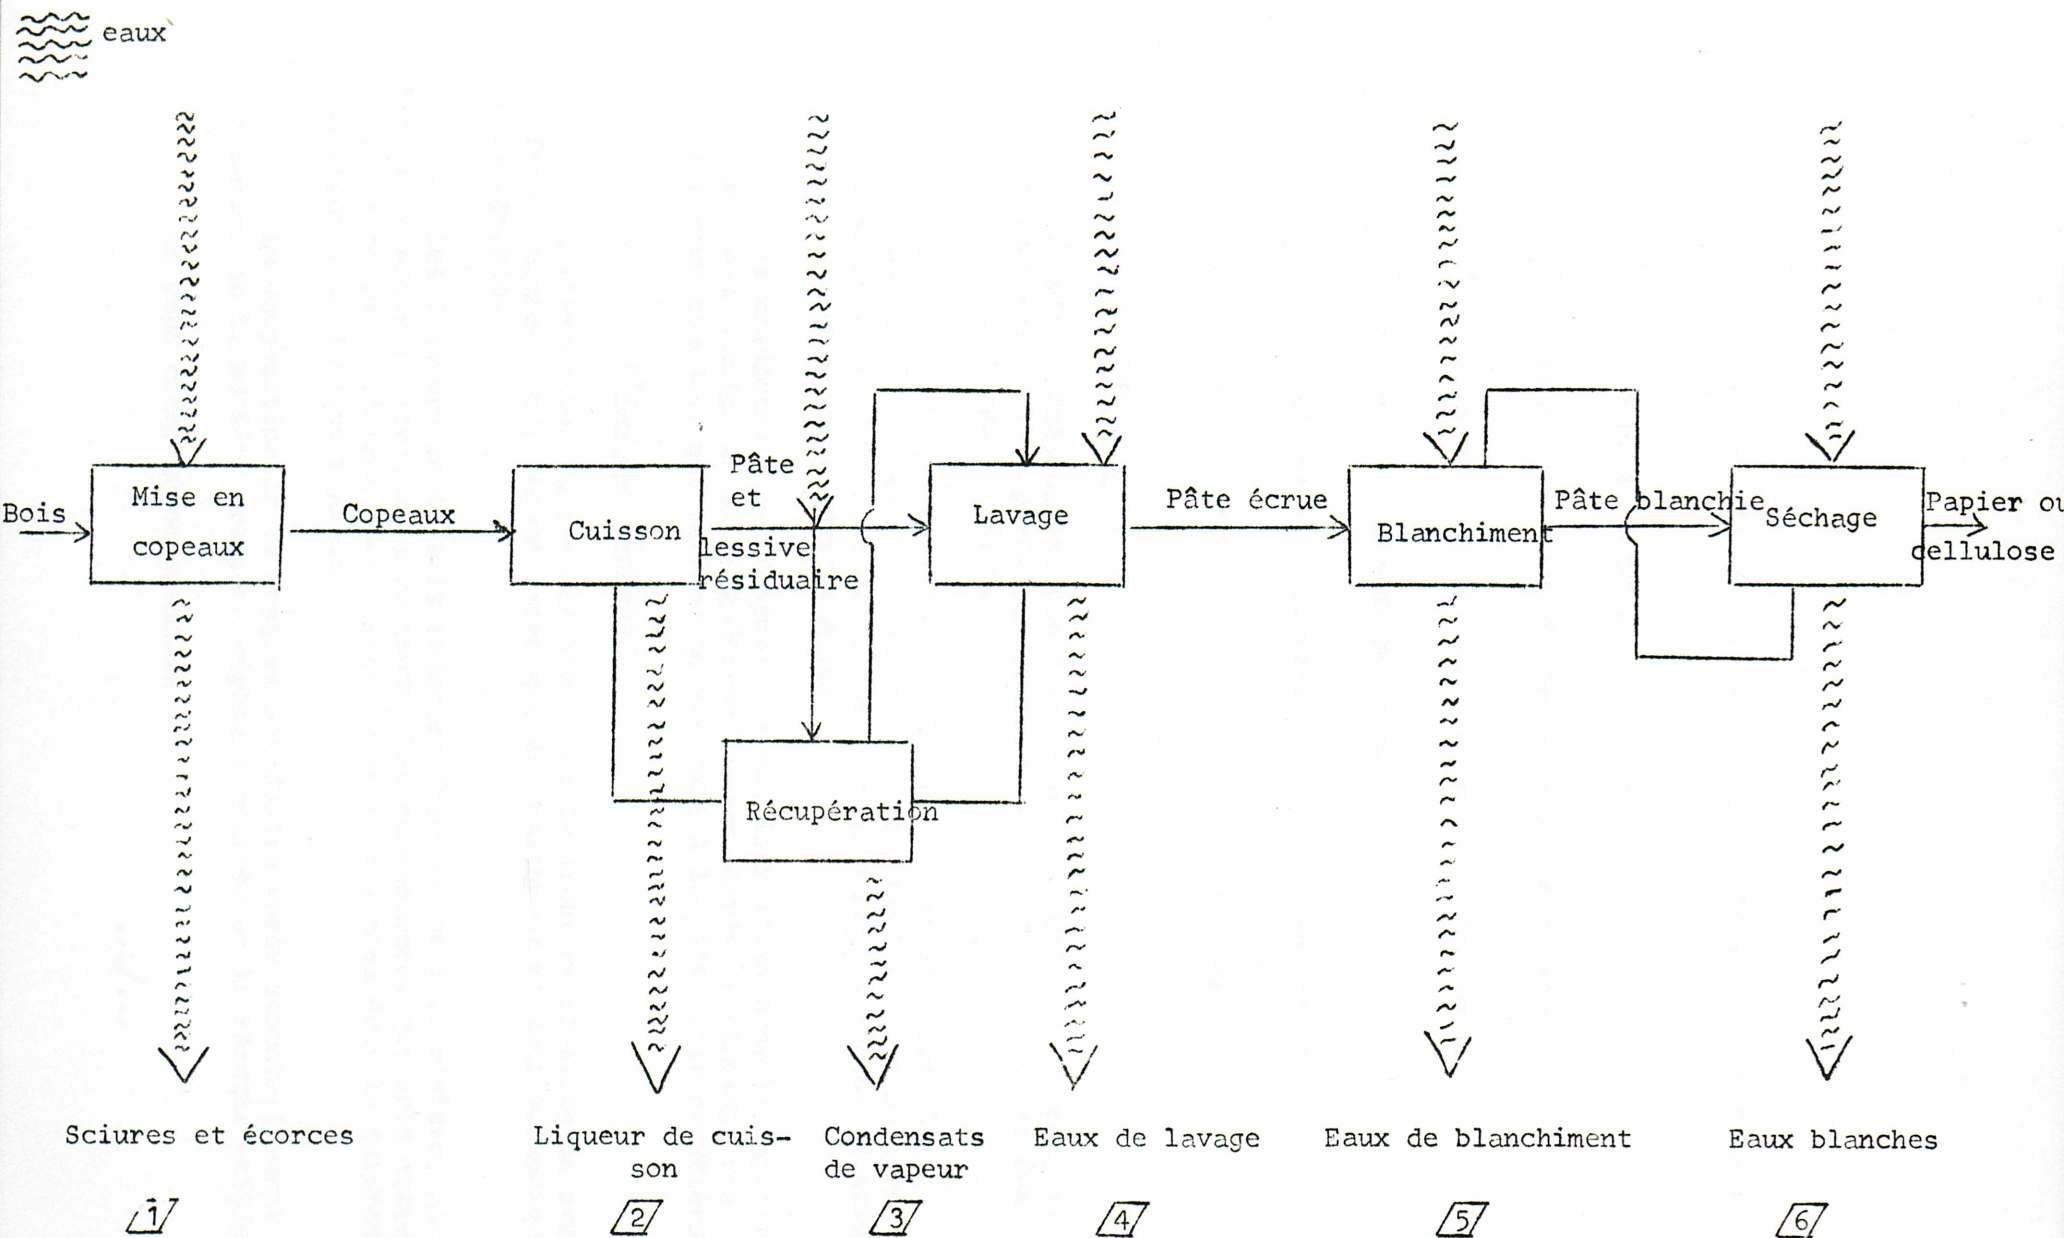 eaux
Bois
Mise en
copeaux
Copeaux
Cuisson
Pâte
et
lessive
résiduaire
Lavage
Pâte écrue
Blanchiment
Pâte blanchie
Séchage
Papier ou
cellulose
Récupération
Sciures et écorces
Liqueur de cuis-
son
Condensats
de vapeur
Eaux de lavage
Eaux de blanchiment
Eaux blanches
1
2
3
4
5
6